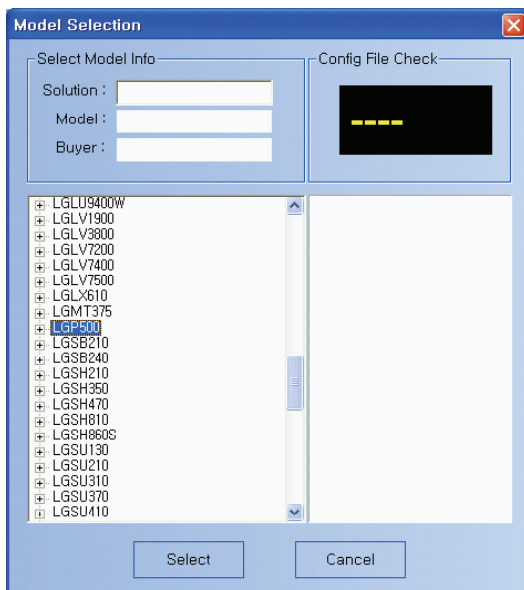 Model Selection
Select Model Info
Config File Check
Solution :
Model :
Buyer :
----
LGLU9400W
LGLV1900
LGLV3800
LGLV7200
LGLV7400
LGLV7500
LGLX610
LGMT375
LGP500
LGSB210
LGSB240
LGSH210
LGSH350
LGSH470
LGSH810
LGSH860S
LGSU130
LGSU210
LGSU310
LGSU370
LGSU410
Select
Cancel